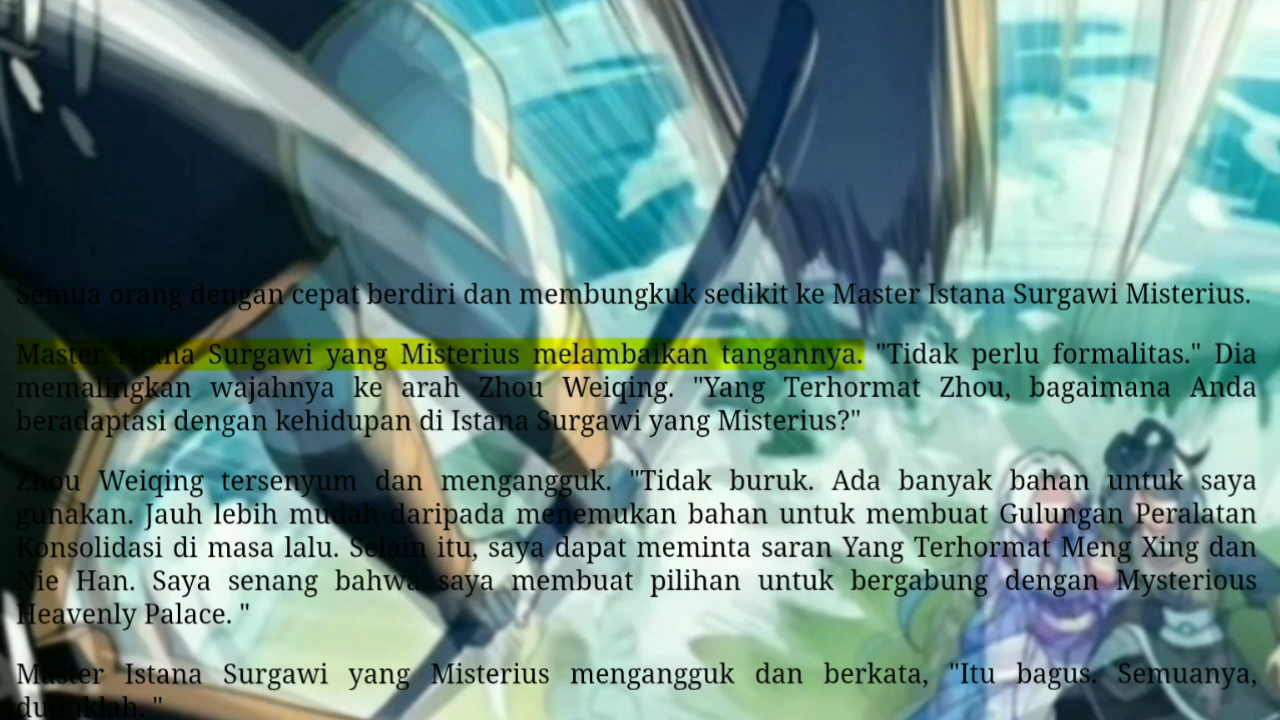 Semua orang dengan cepat berdiri dan membungkuk sedikit ke Master Istana Surgawi Misterius.
Master Istana Surgawi yang Misterius melambaikan tangannya. "Tidak perlu formalitas." Dia
memalingkan wajahnya ke arah Zhou Weiqing. "Yang Terhormat Zhou, bagaimana Anda
beradaptasi dengan kehidupan di Istana Surgawi yang Misterius?"
Zhou Weiqing tersenyum dan mengangguk. "Tidak buruk. Ada banyak bahan untuk saya
gunakan. Jauh lebih mudah daripada menemukan bahan untuk membuat Gulungan Peralatan
Konsolidasi di masa lalu. Selain itu, saya dapat meminta saran Yang Terhormat Meng Xing dan
Nie Han. Saya senang bahwa saya membuat pilihan untuk bergabung dengan Mysterious
Heavenly Palace. "
Master Istana Surgawi yang Misterius mengangguk dan berkata, "Itu bagus. Semuanya,
duduklah. "